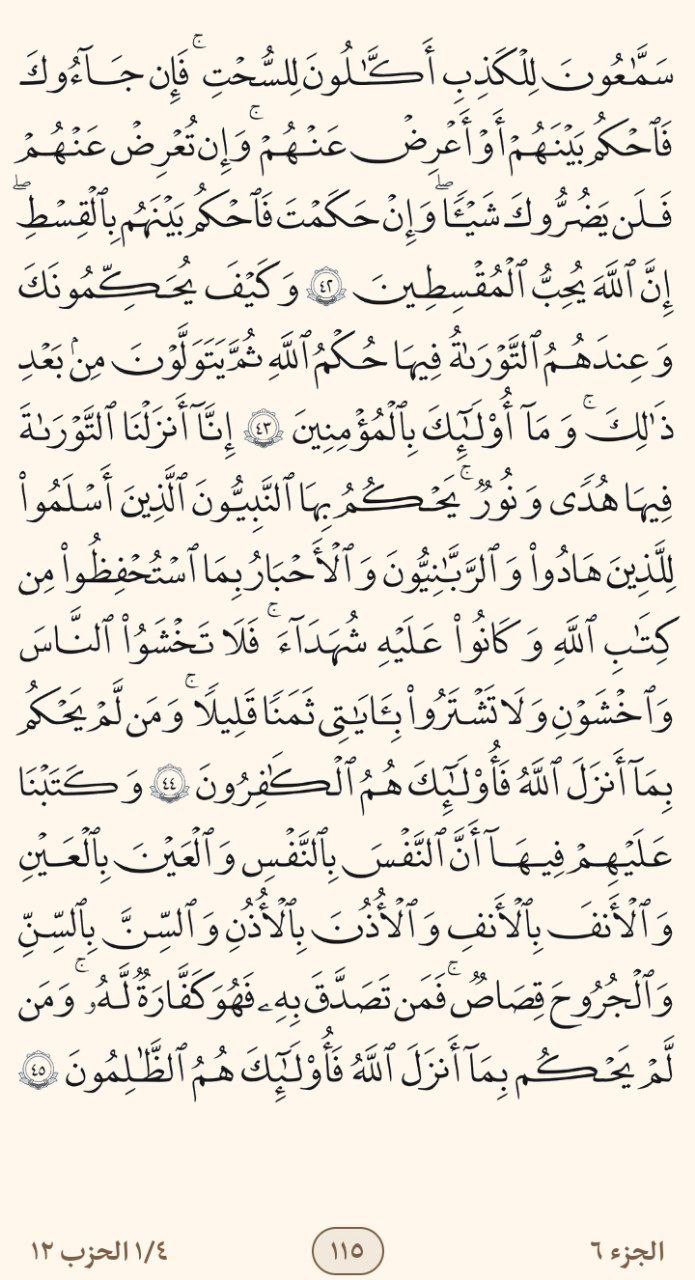 سَمَّٰعُونَ لِلْكَذِبِ أَكَّٰلُونَ لِلسُّحْتِ ۚ فَإِن جَآءُوكَ
فَٱحْكُم بَيْنَهُمْ أَوْ أَعْرِضْ عَنْهُمْ ۚ وَإِن تُعْرِضْ عَنْهُمْ
فَلَن يَضُرُّوكَ شَيْـًٔا ۖ وَإِنْ حَكَمْتَ فَٱحْكُم بَيْنَهُم بِٱلْقِسْطِ ۖ
إِنَّ ٱللَّهَ يُحِبُّ ٱلْمُقْسِطِينَ ٤٢ وَكَيْفَ يُحَكِّمُونَكَ
وَعِندَهُمُ ٱلتَّوْرَىٰةُ فِيهَا حُكْمُ ٱللَّهِ ثُمَّ يَتَوَلَّوْنَ مِنۢ بَعْدِ
ذَٰلِكَ ۚ وَمَآ أُو۟لَـٰٓئِكَ بِٱلْمُؤْمِنِينَ ٤٣ إِنَّآ أَنزَلْنَا ٱلتَّوْرَىٰةَ
فِيهَا هُدًى وَنُورٌ ۚ يَحْكُمُ بِهَا ٱلنَّبِيُّونَ ٱلَّذِينَ أَسْلَمُوا۟
لِلَّذِينَ هَادُوا۟ وَٱلرَّبَّـٰنِيُّونَ وَٱلْأَحْبَارُ بِمَا ٱسْتُحْفِظُوا۟ مِن
كِتَـٰبِ ٱللَّهِ وَكَانُوا۟ عَلَيْهِ شُهَدَآءَ ۚ فَلَا تَخْشَوُا۟ ٱلنَّاسَ
وَٱخْشَوْنِ وَلَا تَشْتَرُوا۟ بِـَٔايَـٰتِى ثَمَنًا قَلِيلًا ۚ وَمَن لَّمْ يَحْكُم
بِمَآ أَنزَلَ ٱللَّهُ فَأُو۟لَـٰٓئِكَ هُمُ ٱلْكَـٰفِرُونَ ٤٤ وَكَتَبْنَا
عَلَيْهِمْ فِيهَآ أَنَّ ٱلنَّفْسَ بِٱلنَّفْسِ وَٱلْعَيْنَ بِٱلْعَيْنِ
وَٱلْأَنفَ بِٱلْأَنفِ وَٱلْأُذُنَ بِٱلْأُذُنِ وَٱلسِّنَّ بِٱلسِّنِّ
وَٱلْجُرُوحَ قِصَاصٌ ۚ فَمَن تَصَدَّقَ بِهِۦ فَهُوَ كَفَّارَةٌ لَّهُۥ ۚ وَمَن
لَّمْ يَحْكُم بِمَآ أَنزَلَ ٱللَّهُ فَأُو۟لَـٰٓئِكَ هُمُ ٱلظَّـٰلِمُونَ ٤٥
الجزء ٦ ١١٥ ١/٤ الحزب ١٢